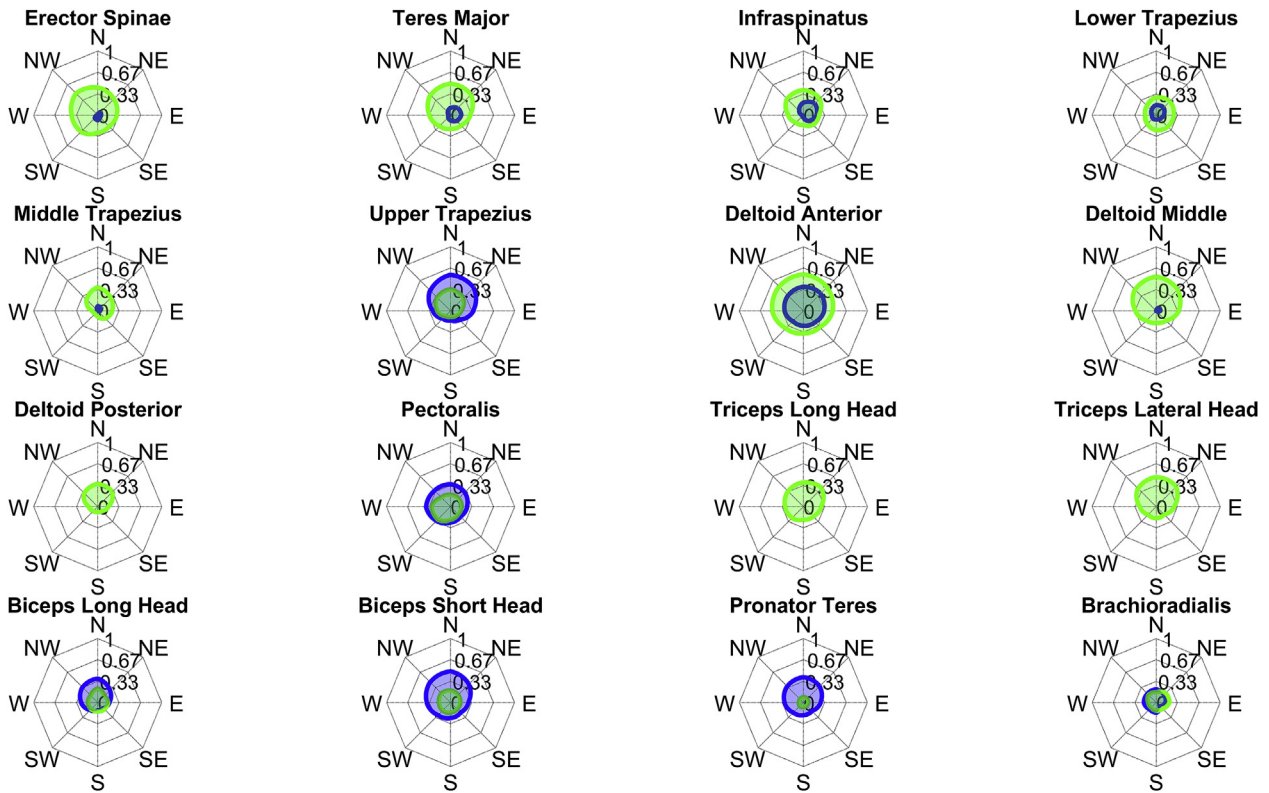 Erector Spinae Teres Major Infraspinatus Lower Trapezius
N N N N
NW 1 NE NW 1 NE NW 1 NE NW 1 NE
0.67 0.67 0.67 0.67
0.33 0.33 0.33 0.33
W 0 E W 0 E W 0 E W 0 E
SW SE SW SE SW SE SW SE
S S S S
Middle Trapezius Upper Trapezius Deltoid Anterior Deltoid Middle
N N N N
NW 1 NE NW 1 NE NW 1 NE NW 1 NE
0.67 0.67 0.67 0.67
0.33 0.33 0.33 0.33
W 0 E W 0 E W 0 E W 0 E
SW SE SW SE SW SE SW SE
S S S S
Deltoid Posterior Pectoralis Triceps Long Head Triceps Lateral Head
N N N N
NW 1 NE NW 1 NE NW 1 NE NW 1 NE
0.67 0.67 0.67 0.67
0.33 0.33 0.33 0.33
W 0 E W 0 E W 0 E W 0 E
SW SE SW SE SW SE SW SE
S S S S
Biceps Long Head Biceps Short Head Pronator Teres Brachioradialis
N N N N
NW 1 NE NW 1 NE NW 1 NE NW 1 NE
0.67 0.67 0.67 0.67
0.33 0.33 0.33 0.33
W 0 E W 0 E W 0 E W 0 E
SW SE SW SE SW SE SW SE
S S S S